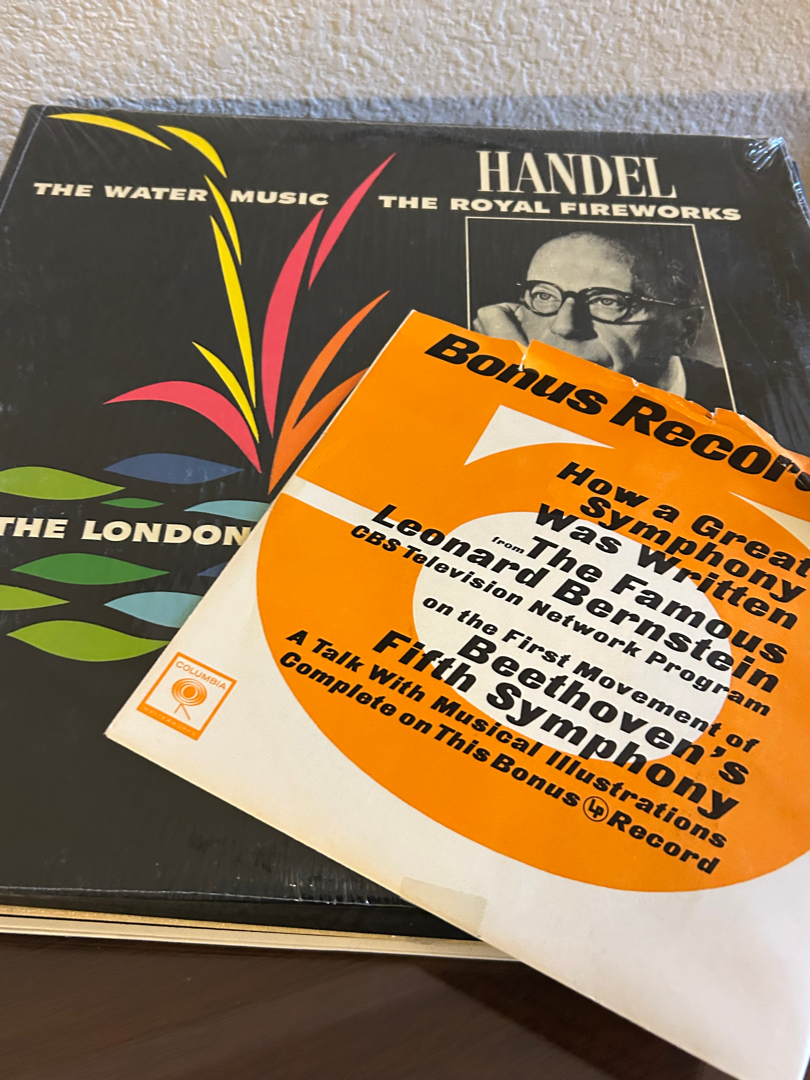 HANDEL
THE WATER MUSIC
THE ROYAL FIREWORKS
THE LONDON
Bonus Recor
How a Great
Symphony
Was Written
from The Famous
Leonard Bernstein
CBS Television Network Program
on the First Movement of
Beethoven's
Fifth Symphony
A Talk With Musical Illustrations
Complete on This Bonus LP Record
COLUMBIA
MASTERWORKS